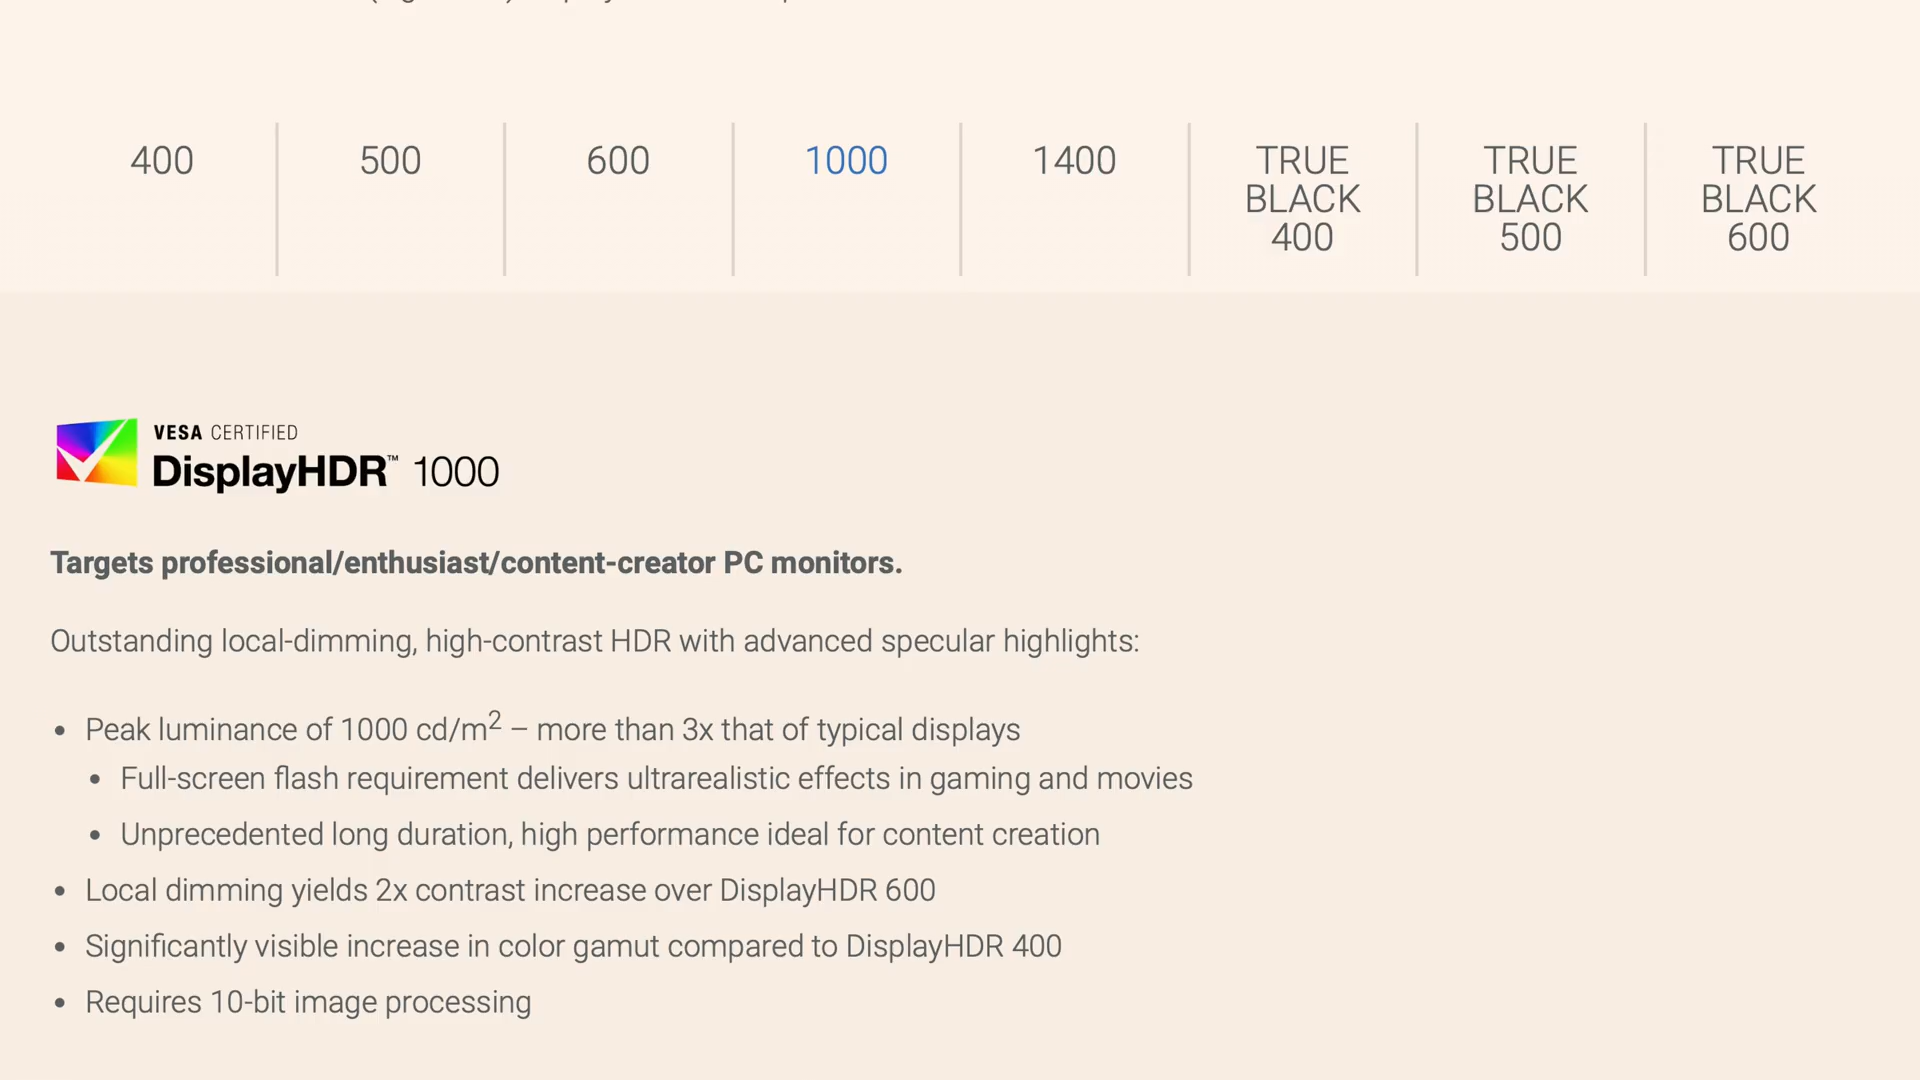 400
500
600
1000
1400
TRUE
BLACK
400
TRUE
BLACK
500
TRUE
BLACK
600
VESA CERTIFIED
DisplayHDR™ 1000
Targets professional/enthusiast/content-creator PC monitors.
Outstanding local-dimming, high-contrast HDR with advanced specular highlights:
• Peak luminance of 1000 cd/m² – more than 3x that of typical displays
• Full-screen flash requirement delivers ultrarealistic effects in gaming and movies
• Unprecedented long duration, high performance ideal for content creation
• Local dimming yields 2x contrast increase over DisplayHDR 600
• Significantly visible increase in color gamut compared to DisplayHDR 400
• Requires 10-bit image processing